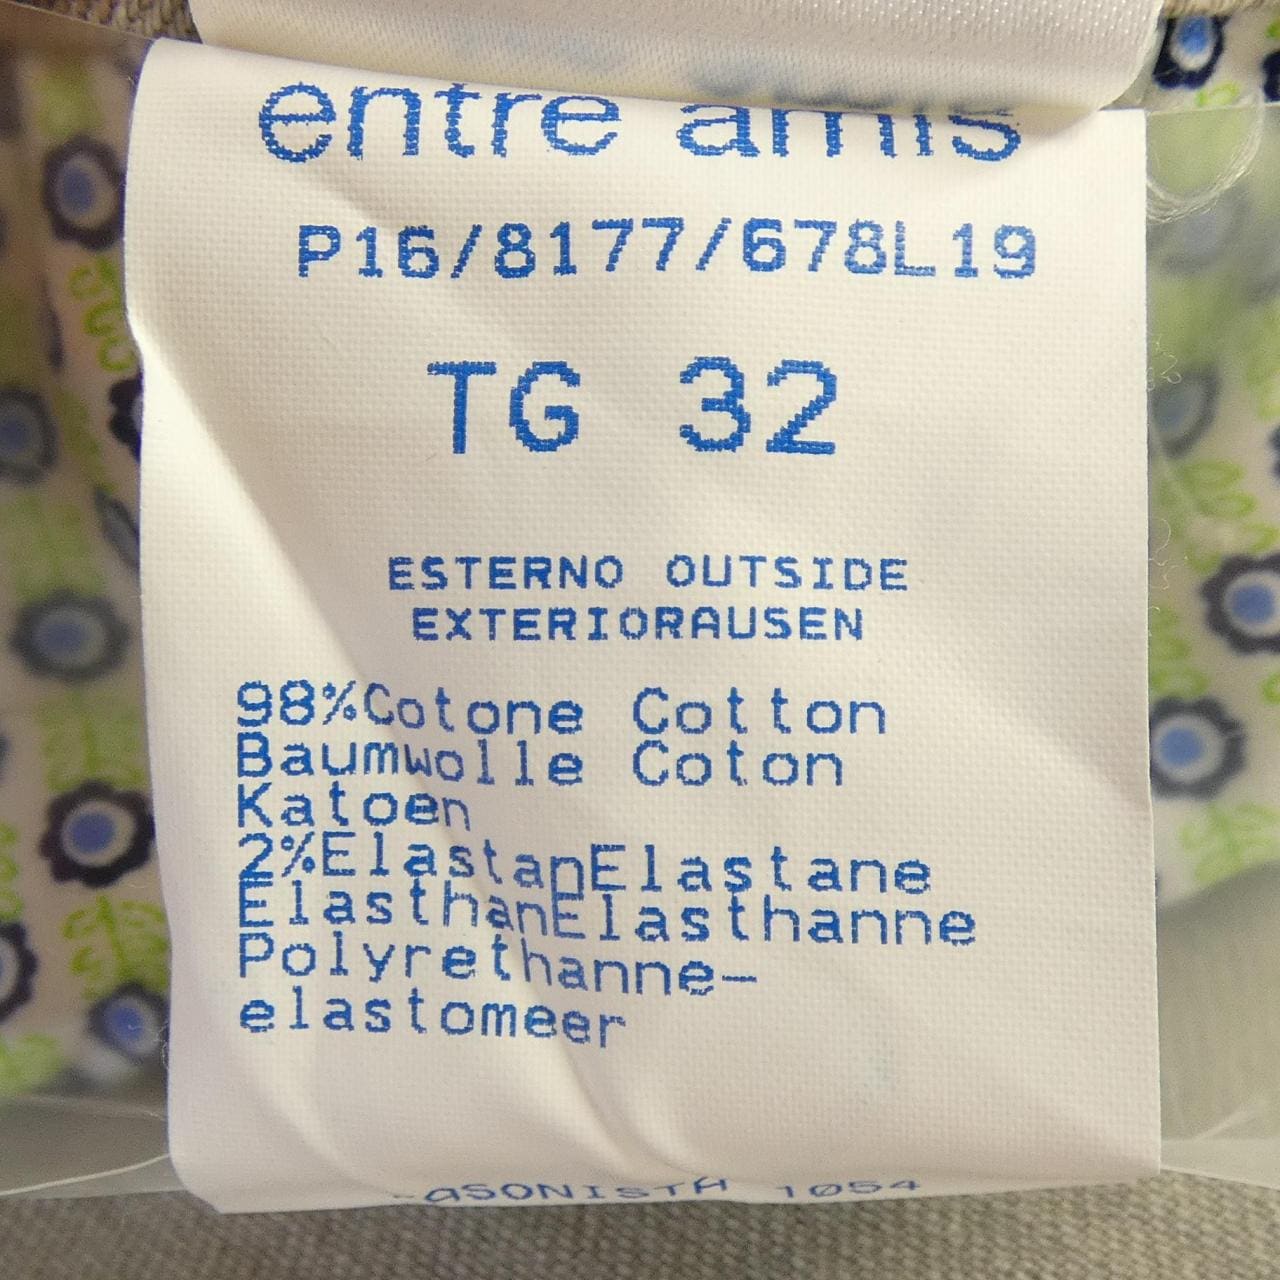 entre amis
P16/8177/678L19
TG 32
ESTERNO OUTSIDE
EXTERIORAUSEN
98%Cotone Cotton
Baumwolle Coton
Katoen
2%ElastanElastane
ElasthanElasthanne
Polyrethanne-
elastomeer
1054